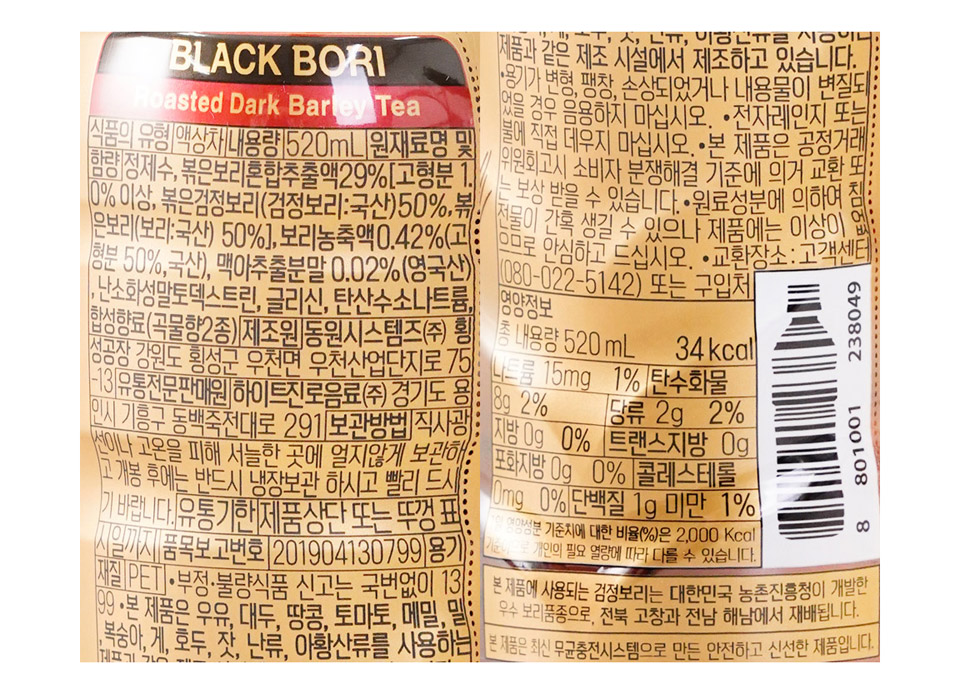 BLACK BORI
Roasted Dark Barley Tea
식품의 유형 액상차 내용량 520mL 원재료명 및
함량 정제수, 볶은보리혼합추출액29%[고형분 1.
0% 이상, 볶은검정보리(검정보리:국산)50%, 볶
은보리(보리:국산) 50%], 보리농축액 0.42%(고
형분 50%,국산), 맥아추출분말 0.02%(영국산)
, 난소화성말토덱스트린, 글리신, 탄산수소나트륨,
합성향료(곡물향2종) 제조원 동원시스템즈(주) 횡
성공장 강원도 횡성군 우천면 우천산업단지로 75
-13 유통전문판매원 하이트진로음료(주) 경기도 용
인시 기흥구 동백죽전대로 291 보관방법 직사광
선이나 고온을 피해 서늘한 곳에 얼지않게 보관하
고 개봉 후에는 반드시 냉장보관 하시고 빨리 드시
기 바랍니다. 유통기한 제품상단 또는 뚜껑 표
시일까지 품목보고번호 201904130799 용기
재질 PET •부정·불량식품 신고는 국번없이 13
99 •본 제품은 우유, 대두, 땅콩, 토마토, 메밀, 밀
, 복숭아, 게, 호두, 잣, 난류, 아황산류를 사용하는
제품과 같은 제조
호두, 잣, 난류, 아황산류를 사용하는
제품과 같은 제조 시설에서 제조하고 있습니다.
•용기가 변형, 팽창, 손상되었거나 내용물이 변질되
었을 경우 음용하지 마십시오. •전자레인지 또는
불에 직접 데우지 마십시오. •본 제품은 공정거래
위원회고시 소비자 분쟁해결 기준에 의거 교환 또
는 보상 받을 수 있습니다. •원료성분에 의하여 침
전물이 간혹 생길 수 있으나 제품에는 이상이 없
으므로 안심하고 드십시오. •교환장소 : 고객센터
(080-022-5142) 또는 구입처
영양정보
총 내용량 520 mL 34 kcal
나트륨 15mg 1% 탄수화물
8g 2% 당류 2g 2%
지방 0g 0% 트랜스지방 0g
포화지방 0g 0% 콜레스테롤
0mg 0% 단백질 1g 미만 1%
1일 영양성분 기준치에 대한 비율(%)은 2,000 Kcal
기준이므로 개인의 필요 열량에 따라 다를 수 있습니다.
8 801001 238049
본 제품에 사용되는 검정보리는 대한민국 농촌진흥청이 개발한
우수 보리품종으로, 전북 고창과 전남 해남에서 재배됩니다.
본 제품은 최신 무균충전시스템으로 만든 안전하고 신선한 제품입니다.